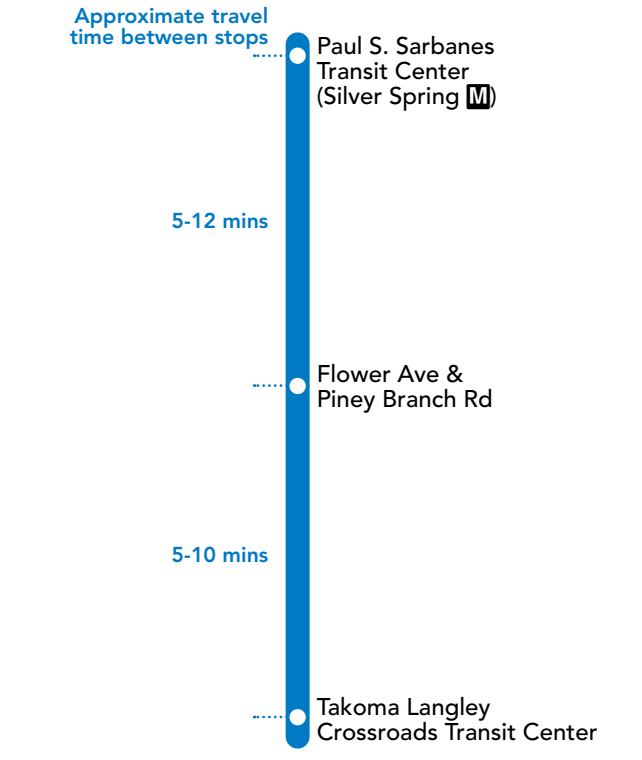 Approximate travel
time between stops
Paul S. Sarbanes
Transit Center
(Silver Spring M)
5-12 mins
Flower Ave &
Piney Branch Rd
5-10 mins
Takoma Langley
Crossroads Transit Center